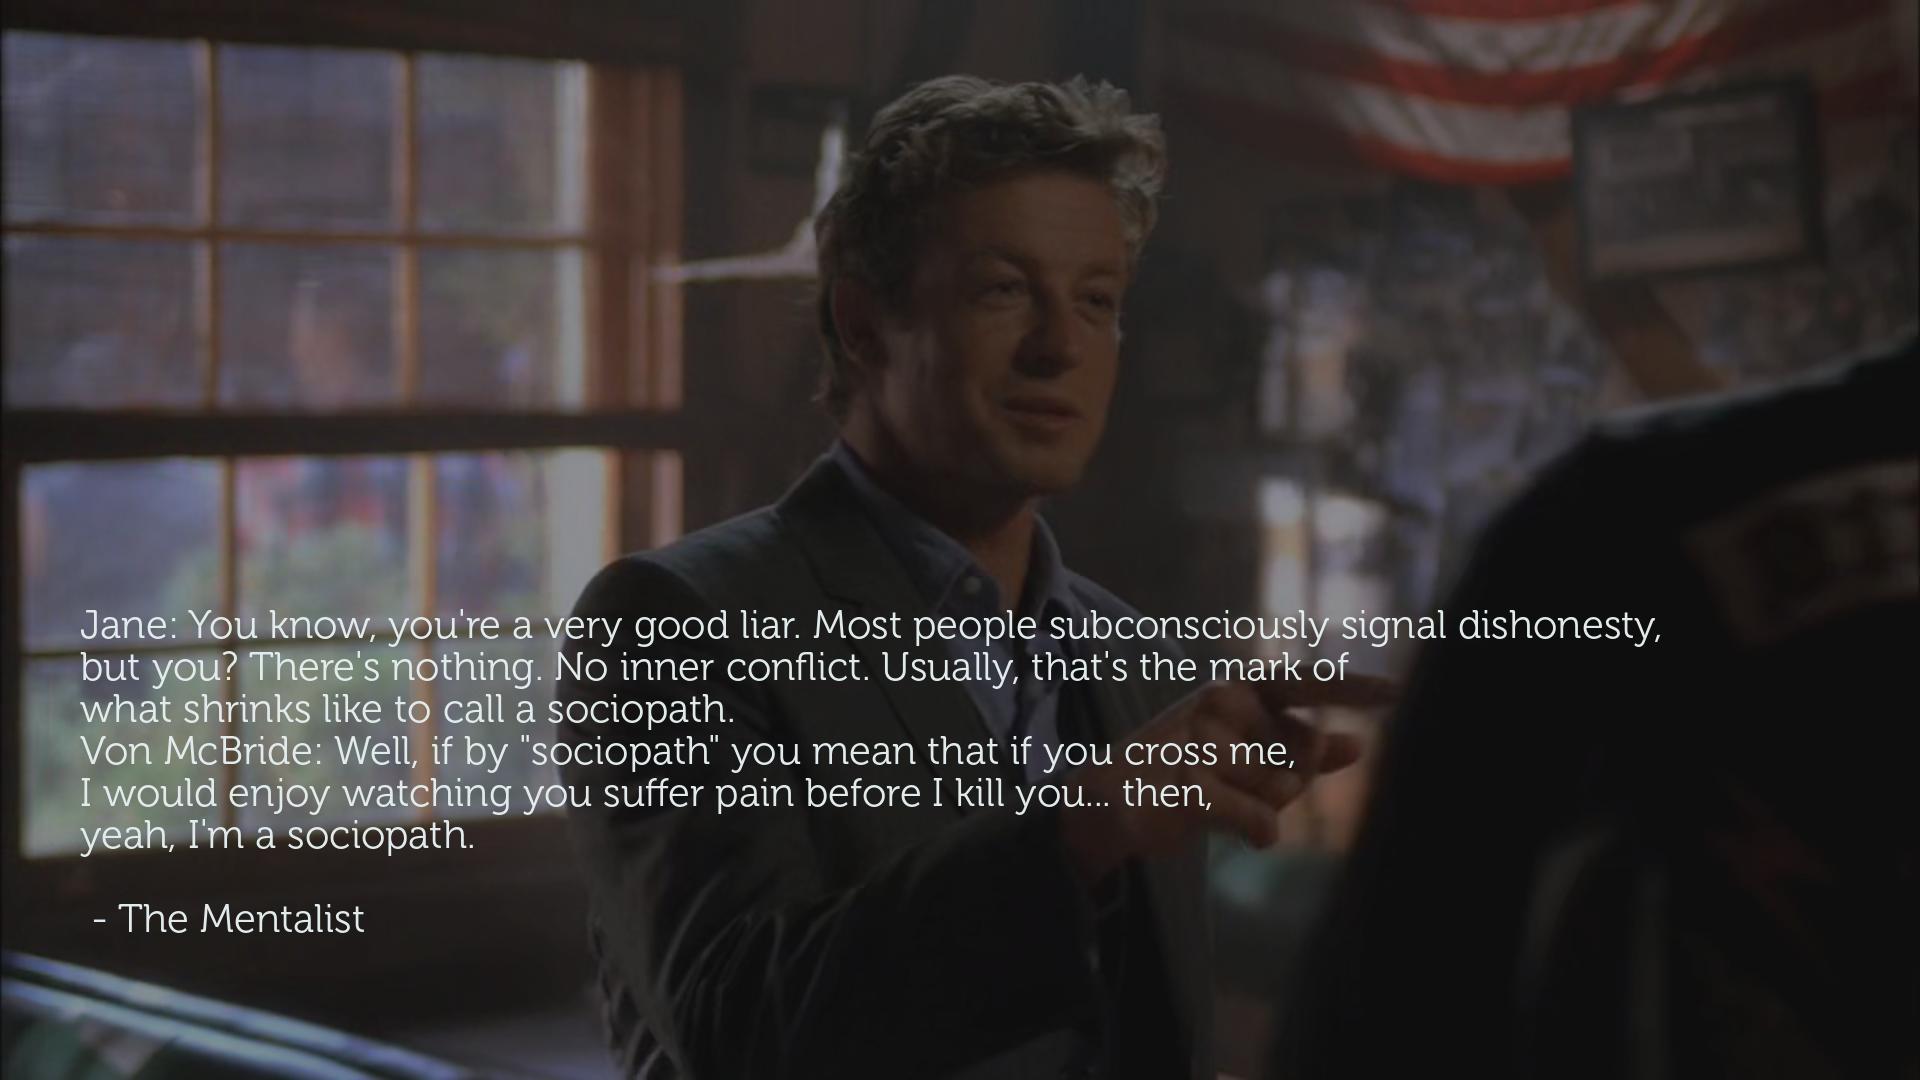 Jane: You know, you're a very good liar. Most people subconsciously signal dishonesty,
but you? There's nothing. No inner conflict. Usually, that's the mark of
what shrinks like to call a sociopath.
Von McBride: Well, if by "sociopath" you mean that if you cross me,
I would enjoy watching you suffer pain before I kill you... then,
yeah, I'm a sociopath.
- The Mentalist